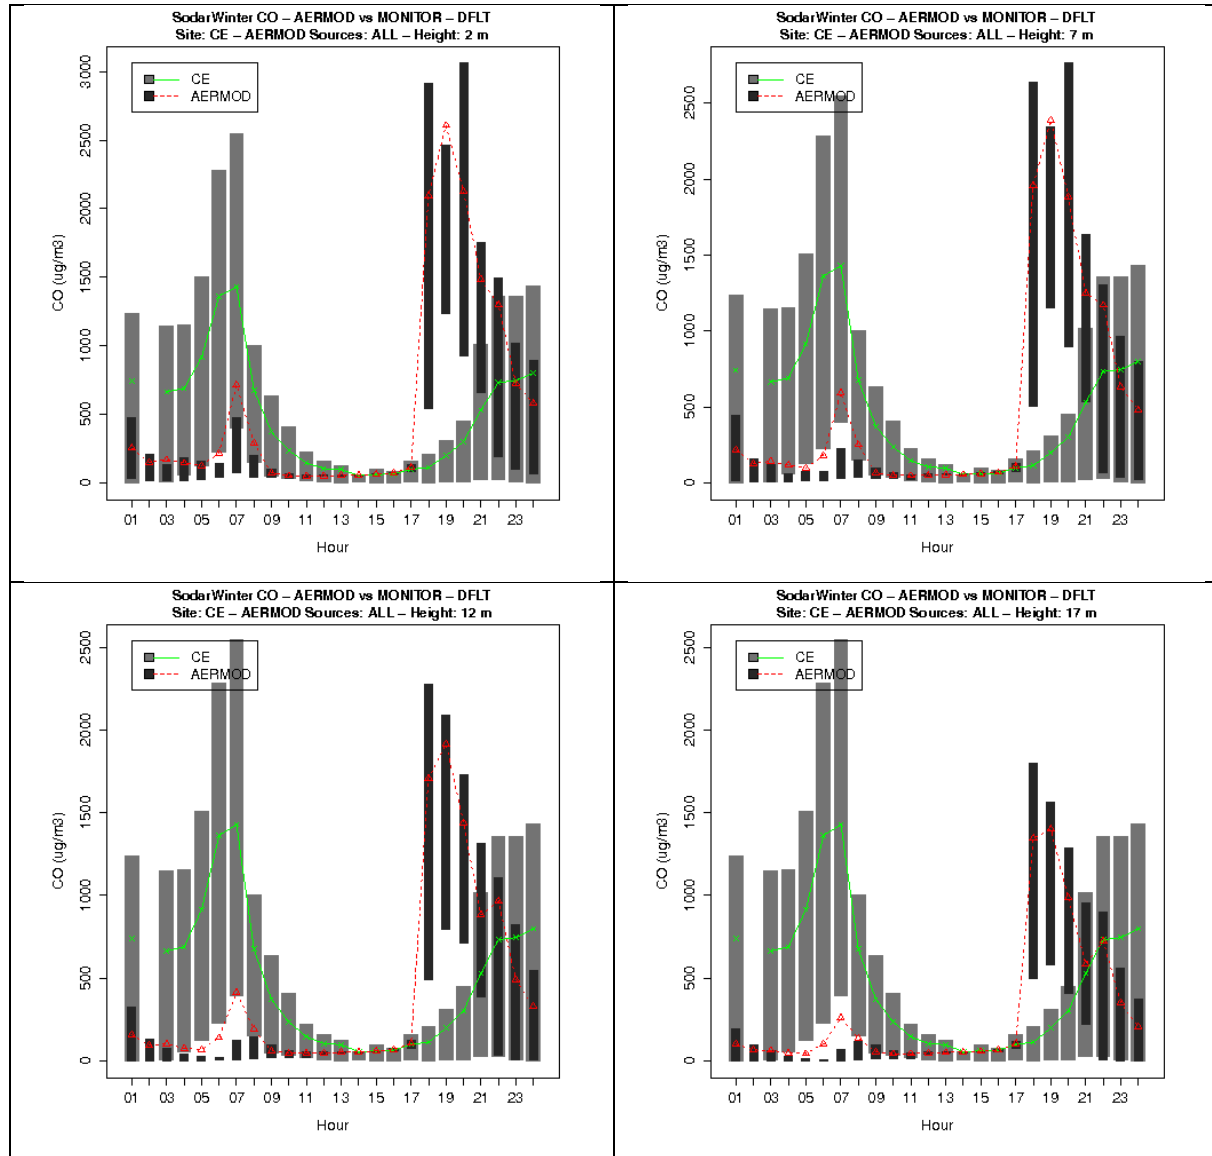 SodarWinter CO – AERMOD vs MONITOR – DFLT
Site: CE – AERMOD Sources: ALL – Height: 2 m
CE
AERMOD
CO (ug/m3)
0 500 1000 1500 2000 2500 3000
01 03 05 07 09 11 13 15 17 19 21 23
Hour
SodarWinter CO – AERMOD vs MONITOR – DFLT
Site: CE – AERMOD Sources: ALL – Height: 7 m
CE
AERMOD
CO (ug/m3)
0 500 1000 1500 2000 2500
01 03 05 07 09 11 13 15 17 19 21 23
Hour
SodarWinter CO – AERMOD vs MONITOR – DFLT
Site: CE – AERMOD Sources: ALL – Height: 12 m
CE
AERMOD
CO (ug/m3)
0 500 1000 1500 2000 2500
01 03 05 07 09 11 13 15 17 19 21 23
Hour
SodarWinter CO – AERMOD vs MONITOR – DFLT
Site: CE – AERMOD Sources: ALL – Height: 17 m
CE
AERMOD
CO (ug/m3)
0 500 1000 1500 2000 2500
01 03 05 07 09 11 13 15 17 19 21 23
Hour